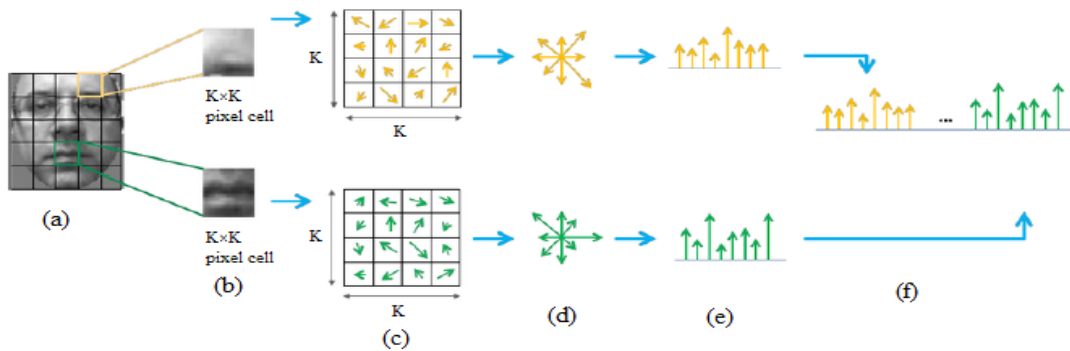 K
K×K
pixel cell
K
(a)
K
K×K
pixel cell
(b)
K
(c)
(d)
(e)
(f)
...